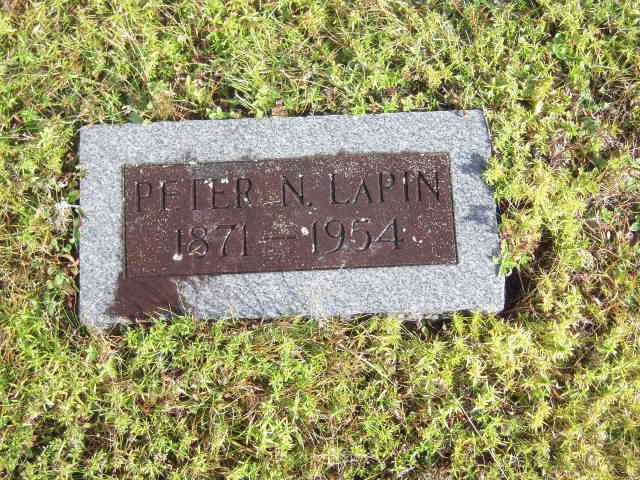 PETER N. LAPIN
1871 — 1954